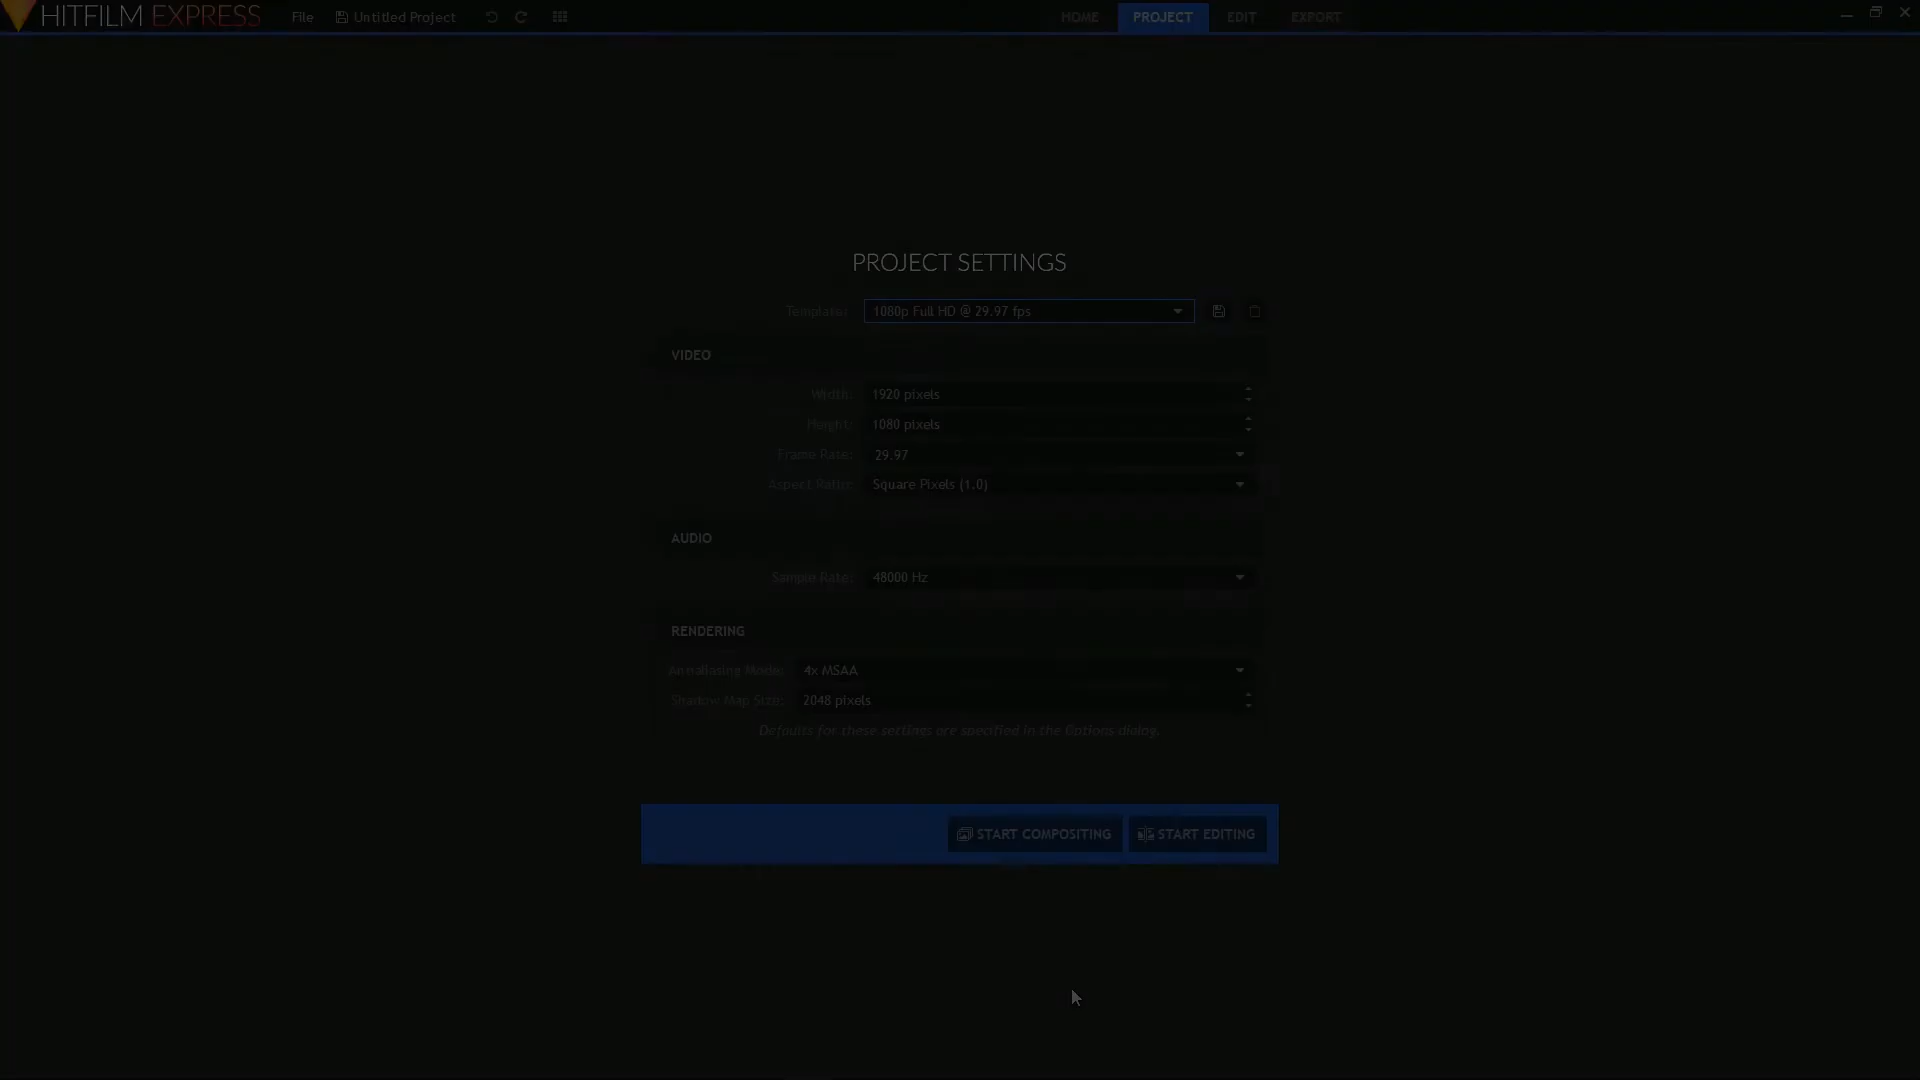 HITFILM EXPRESS File Untitled Project HOME PROJECT EDIT EXPORT
PROJECT SETTINGS
Template: 1080p Full HD @ 29.97 fps
VIDEO
Width: 1920 pixels
Height: 1080 pixels
Frame Rate: 29.97
Aspect Ratio: Square Pixels (1.0)
AUDIO
Sample Rate: 48000 Hz
RENDERING
Antialiasing Mode: 4x MSAA
Shadow Map Size: 2048 pixels
Defaults for these settings are specified in the Options dialog.
START COMPOSITING START EDITING